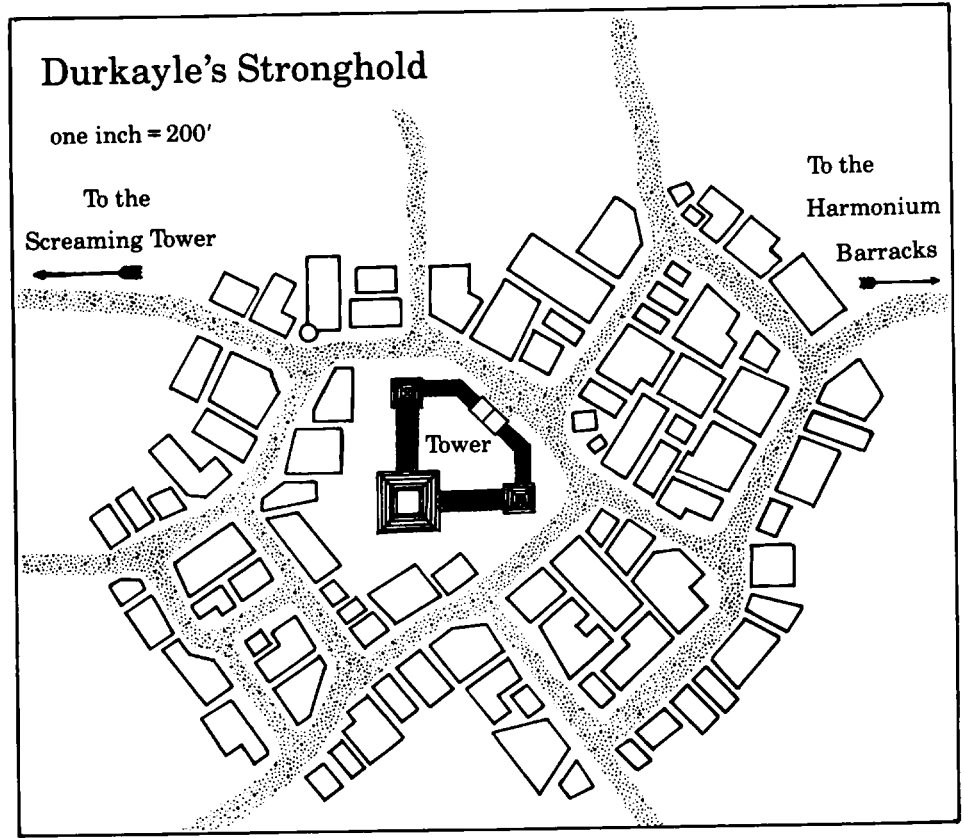 Durkayle's Stronghold
one inch = 200'
To the
Screaming Tower
To the
Harmonium
Barracks
Tower